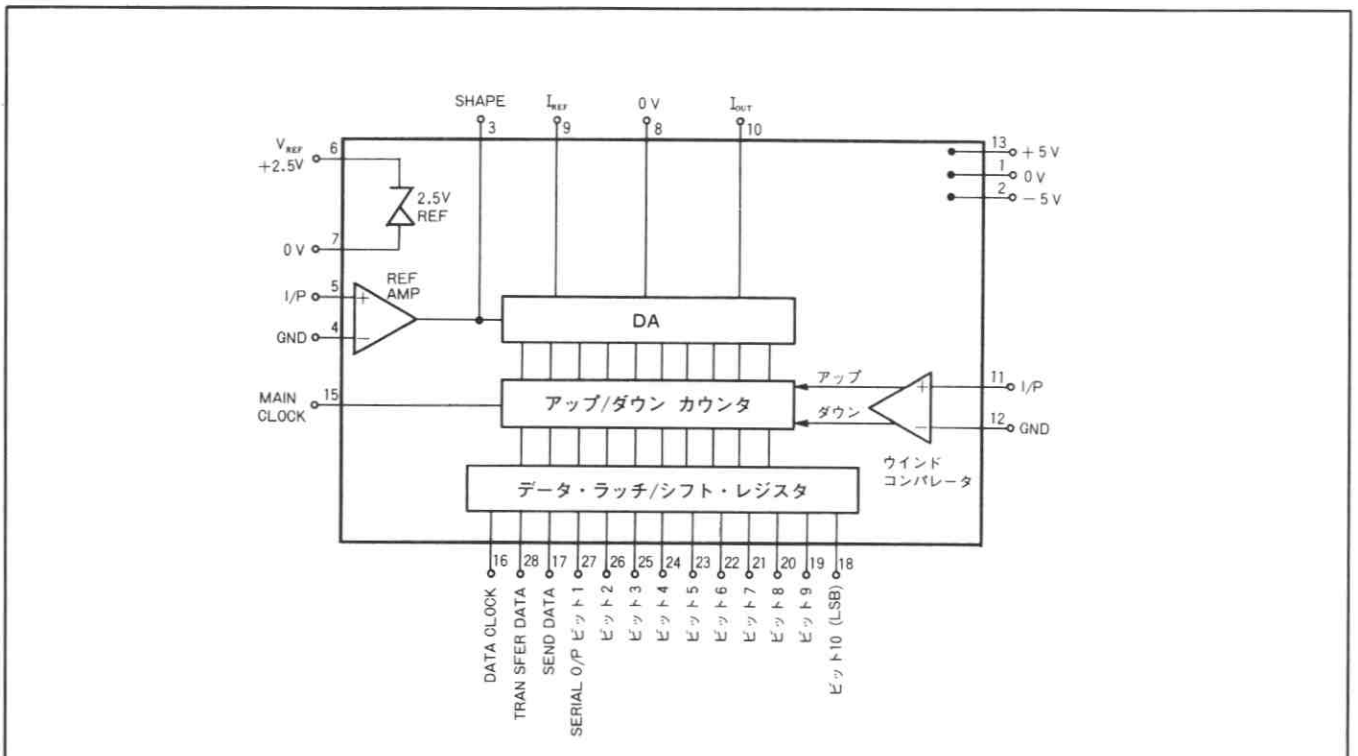 SHAPE
3
I_REF
9
0 V
8
I_OUT
10
V_REF
+2.5V
6
2.5V
REF
0 V
7
13
+5V
1
0 V
2
−5V
I/P
5
REF
AMP
+
GND
4
−
DA
MAIN
CLOCK
15
アップ/ダウン カウンタ
アップ
ダウン
+
−
11
I/P
12
GND
ウインド
コンパレータ
データ・ラッチ/シフト・レジスタ
16
28
17
27
26
25
24
23
22
21
20
19
18
DATA CLOCK
TRAN SFER DATA
SEND DATA
SERIAL O/P ビット1
ビット2
ビット3
ビット4
ビット5
ビット6
ビット7
ビット8
ビット9
ビット10 (LSB)